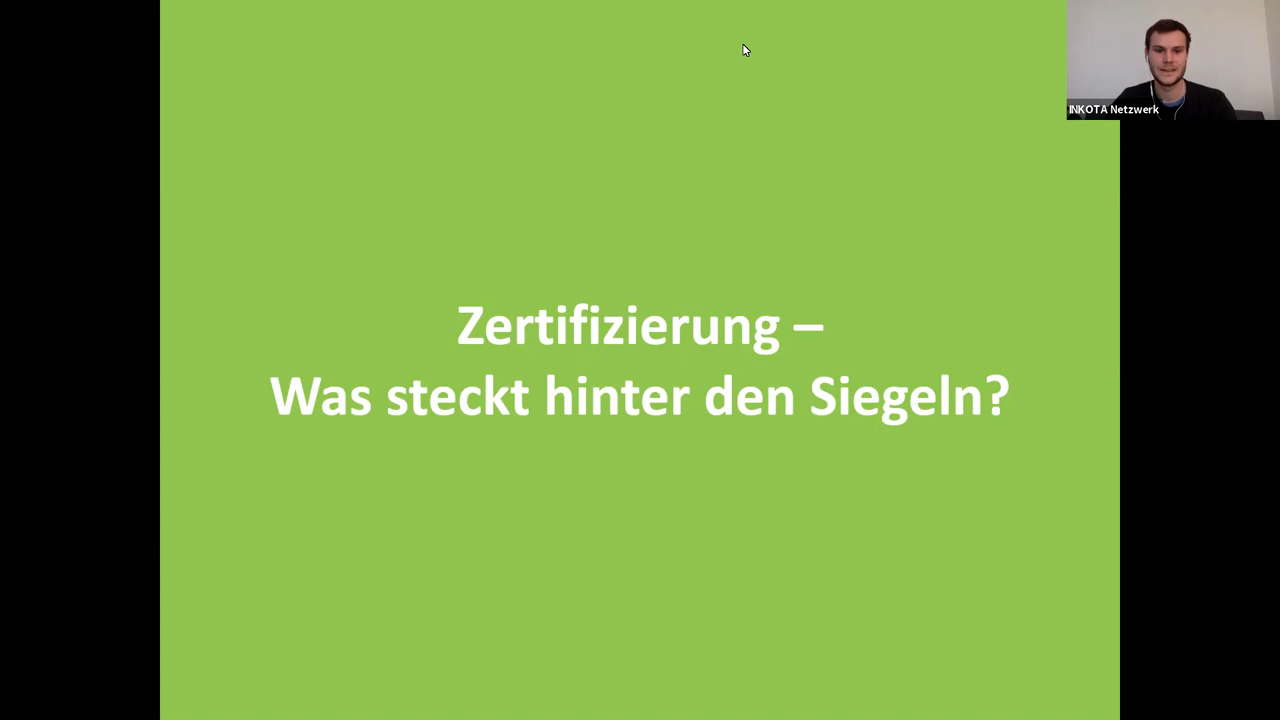 INKOTA Netzwerk
Zertifizierung –
Was steckt hinter den Siegeln?